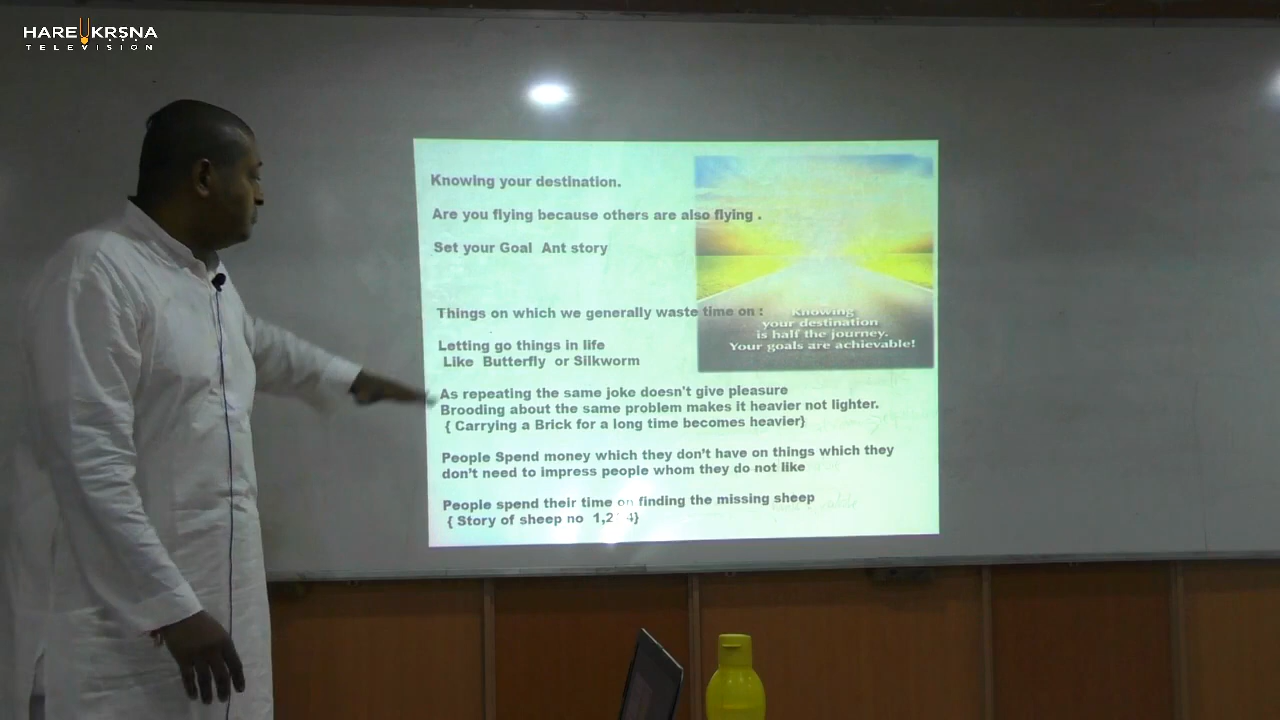 HARE KRSNA
TELEVISION
Knowing your destination.
Are you flying because others are also flying .
Set your Goal Ant story
Things on which we generally waste time on :
Letting go things in life
Like Butterfly or Silkworm
As repeating the same joke doesn't give pleasure
Brooding about the same problem makes it heavier not lighter.
{ Carrying a Brick for a long time becomes heavier}
People Spend money which they don't have on things which they
don't need to impress people whom they do not like
People spend their time on finding the missing sheep
{ Story of sheep no 1,2 4}
Knowing
your destination
is half the journey.
Your goals are achievable!